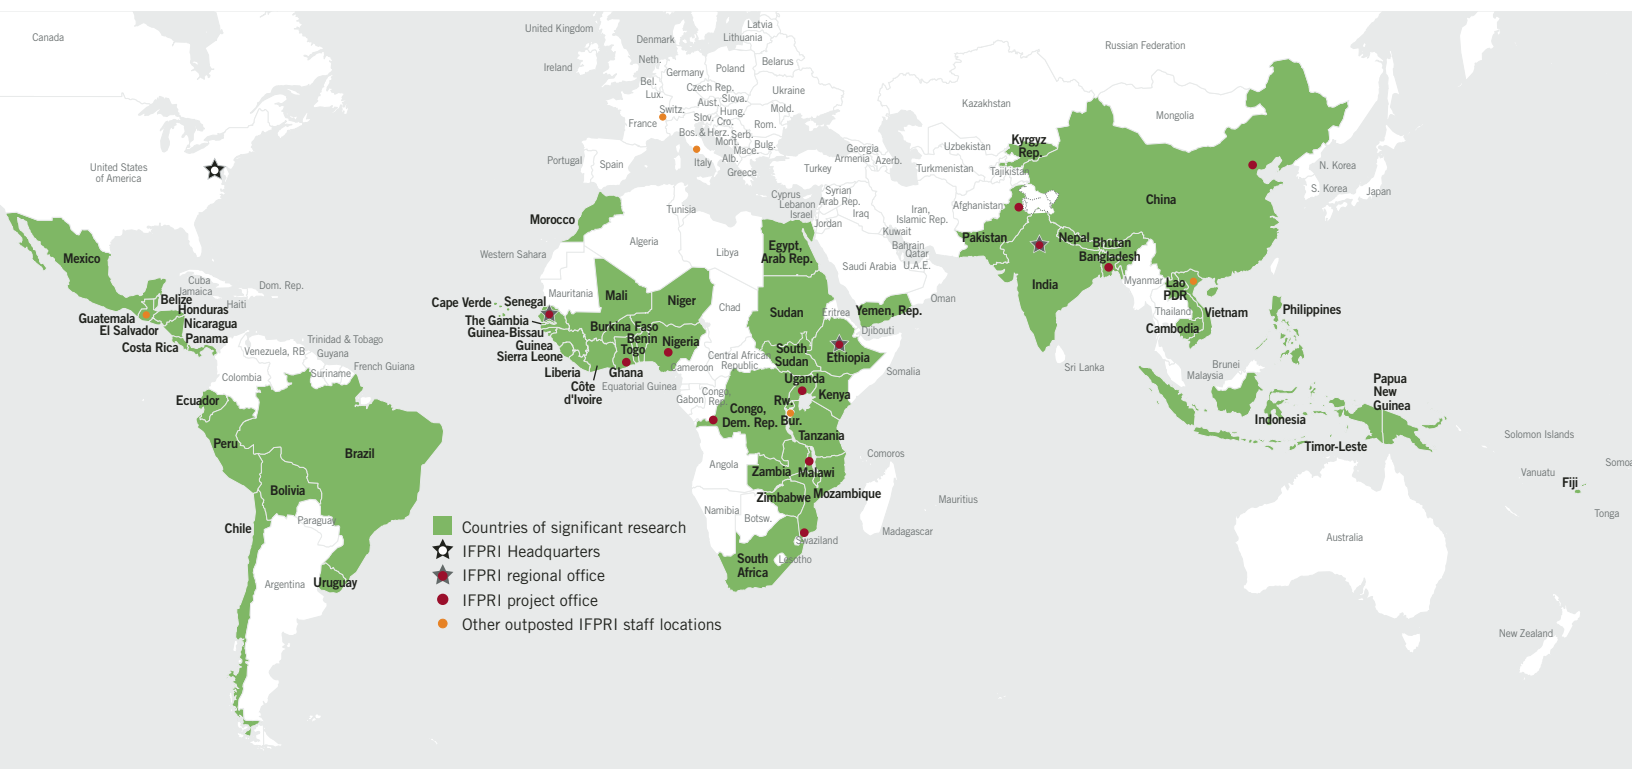 Canada
United States
of America
Mexico
Cuba
Jamaica
Haiti
Dom. Rep.
Belize
Honduras
Guatemala
El Salvador
Nicaragua
Panama
Costa Rica
Trinidad & Tobago
Venezuela, RB
Guyana
Suriname
French Guiana
Colombia
Ecuador
Peru
Brazil
Bolivia
Paraguay
Chile
Argentina
Uruguay
United Kingdom
Ireland
Denmark
Latvia
Lithuania
Neth.
Belarus
Germany
Poland
Bel.
Czech Rep.
Lux.
Ukraine
Aust.
Slova.
Switz.
Hung.
Mold.
France
Slov.
Cro.
Rom.
Bos. & Herz.
Serb.
Mont.
Bulg.
Mace.
Portugal
Spain
Italy
Alb.
Greece
Turkey
Georgia
Armenia
Azerb.
Cyprus
Lebanon
Israel
Syrian
Arab Rep.
Jordan
Iraq
Iran,
Islamic Rep.
Kuwait
Bahrain
Qatar
U.A.E.
Saudi Arabia
Oman
Yemen, Rep.
Russian Federation
Kazakhstan
Mongolia
Uzbekistan
Turkmenistan
Kyrgyz
Rep.
Tajikistan
Afghanistan
Pakistan
India
Nepal
Bhutan
Bangladesh
China
N. Korea
S. Korea
Japan
Myanmar
Lao
PDR
Thailand
Vietnam
Cambodia
Philippines
Sri Lanka
Brunei
Malaysia
Indonesia
Timor-Leste
Papua
New
Guinea
Solomon Islands
Vanuatu
Samoa
Fiji
Tonga
Australia
New Zealand
Morocco
Tunisia
Algeria
Libya
Egypt,
Arab Rep.
Western Sahara
Mauritania
Mali
Niger
Chad
Sudan
Eritrea
Djibouti
Cape Verde
Senegal
The Gambia
Guinea-Bissau
Guinea
Sierra Leone
Liberia
Côte
d'Ivoire
Burkina Faso
Benin
Togo
Ghana
Nigeria
Cameroon
Central African
Republic
South
Sudan
Ethiopia
Somalia
Equatorial Guinea
Gabon
Congo,
Rep.
Congo,
Dem. Rep.
Uganda
Kenya
Rw.
Bur.
Tanzania
Angola
Zambia
Malawi
Comoros
Mozambique
Zimbabwe
Namibia
Botsw.
Madagascar
Mauritius
Swaziland
Lesotho
South
Africa
Countries of significant research
IFPRI Headquarters
IFPRI regional office
IFPRI project office
Other outposted IFPRI staff locations